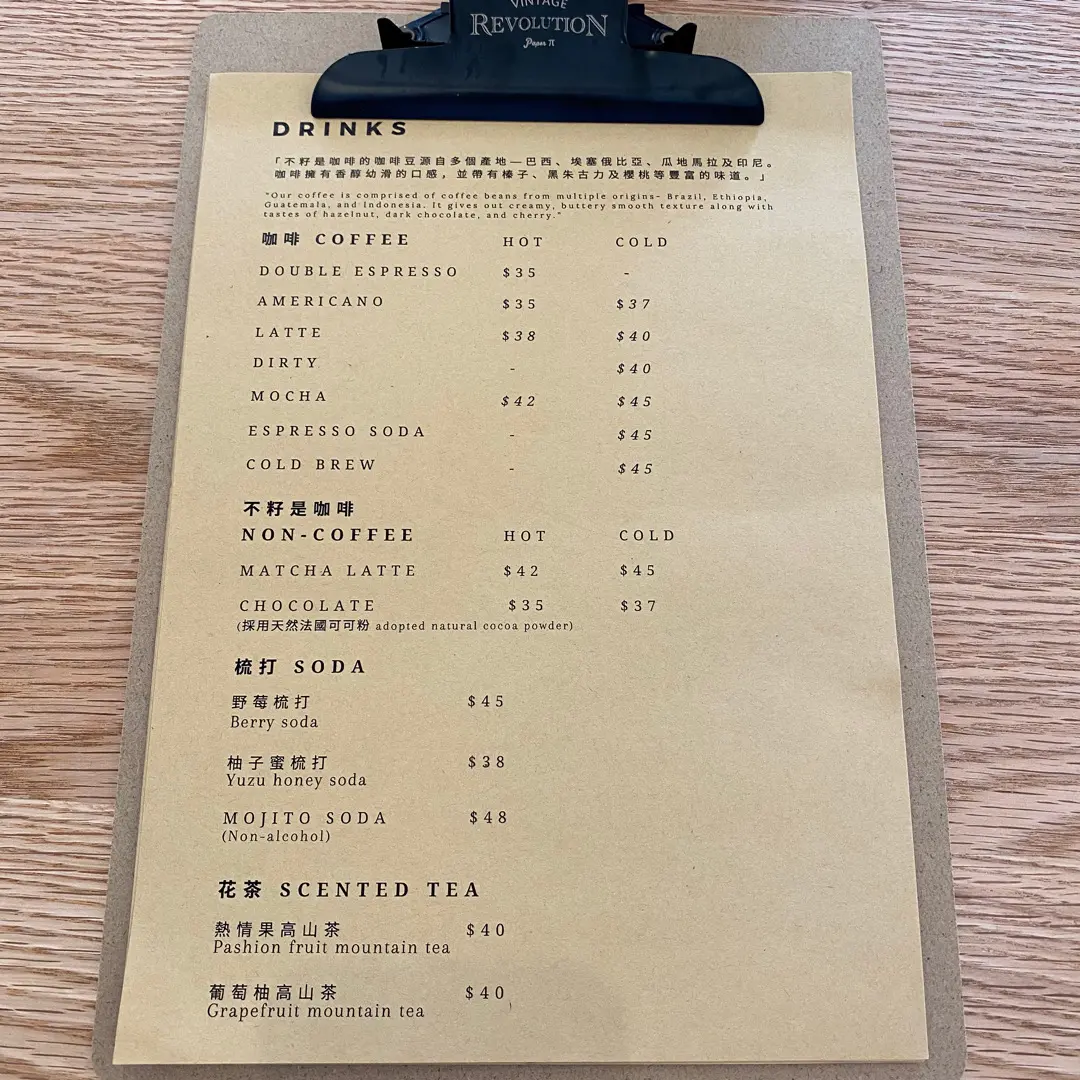 VINTAGE
REVOLUTION
Paper π
DRINKS
「不籽是咖啡的咖啡豆源自多個產地—巴西、埃塞俄比亞、瓜地馬拉及印尼。
咖啡擁有香醇幼滑的口感，並帶有榛子、黑朱古力及櫻桃等豐富的味道。」
"Our coffee is comprised of coffee beans from multiple origins- Brazil, Ethiopia,
Guatemala, and Indonesia. It gives out creamy, buttery smooth texture along with
tastes of hazelnut, dark chocolate, and cherry."
咖啡 COFFEE HOT COLD
DOUBLE ESPRESSO $35 -
AMERICANO $35 $37
LATTE $38 $40
DIRTY - $40
MOCHA $42 $45
ESPRESSO SODA - $45
COLD BREW - $45
不籽是咖啡
NON-COFFEE HOT COLD
MATCHA LATTE $42 $45
CHOCOLATE $35 $37
(採用天然法國可可粉 adopted natural cocoa powder)
梳打 SODA
野莓梳打 $45
Berry soda
柚子蜜梳打 $38
Yuzu honey soda
MOJITO SODA $48
(Non-alcohol)
花茶 SCENTED TEA
熱情果高山茶 $40
Pashion fruit mountain tea
葡萄柚高山茶 $40
Grapefruit mountain tea